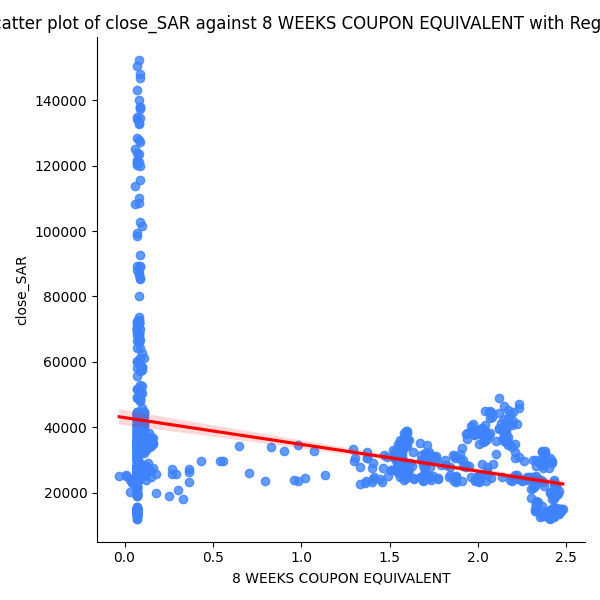 catter plot of close_SAR against 8 WEEKS COUPON EQUIVALENT with Reg
140000
120000
100000
80000
60000
40000
20000
close_SAR
0.0 0.5 1.0 1.5 2.0 2.5
8 WEEKS COUPON EQUIVALENT